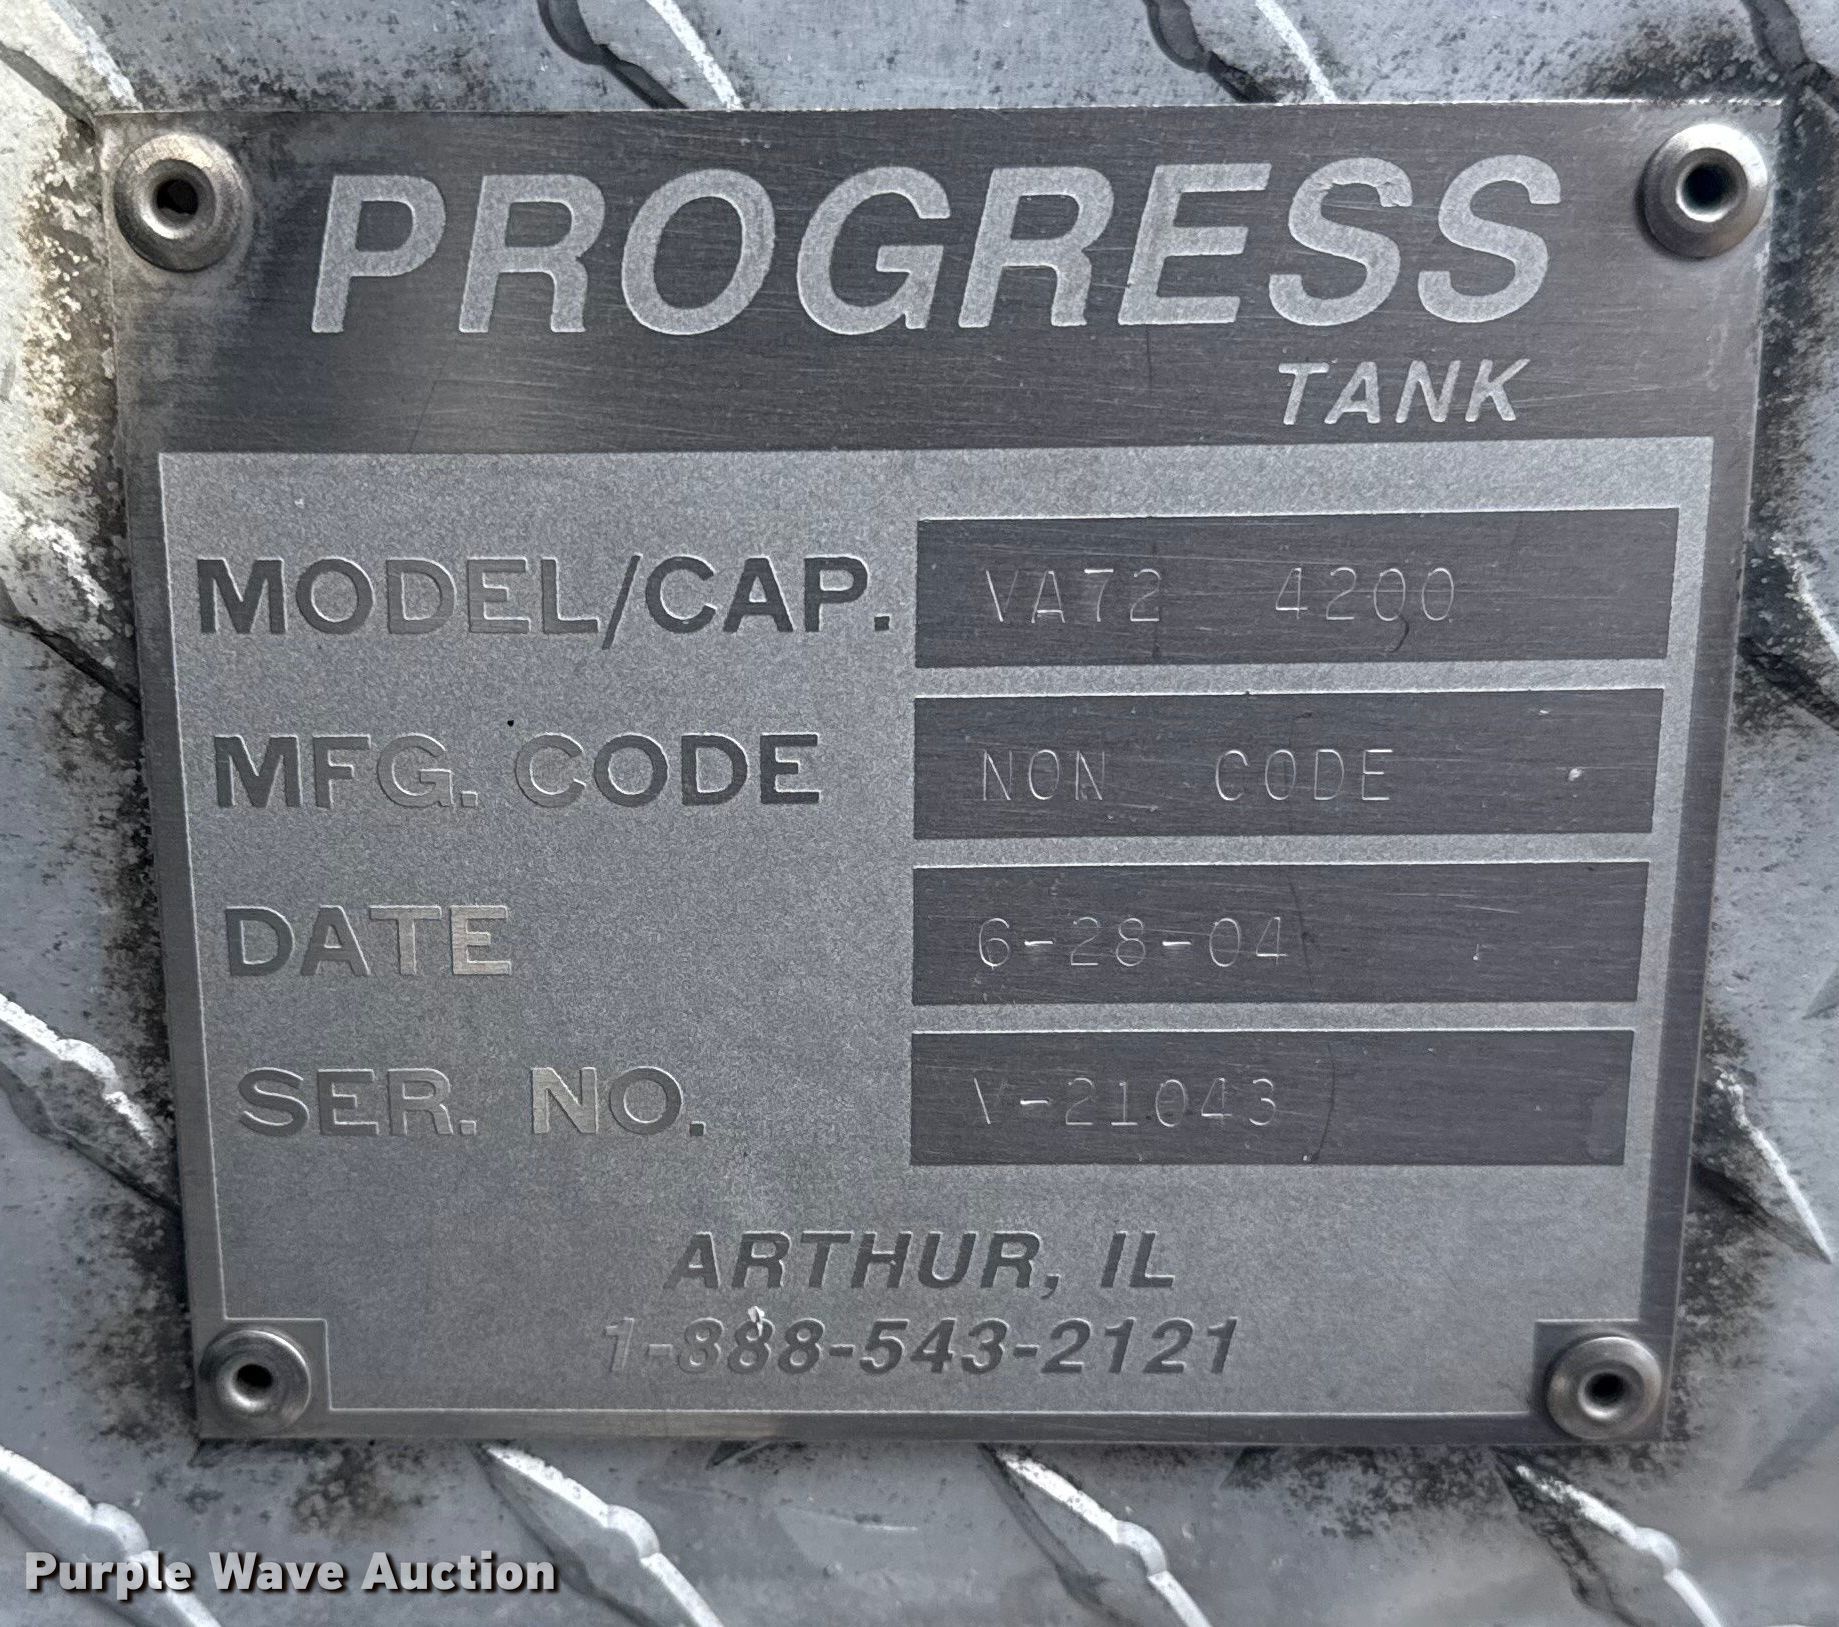 PROGRESS
TANK
MODEL/CAP. VA72 4200
MFG. CODE NON CODE
DATE 6-28-04
SER. NO. V-21043
ARTHUR, IL
1-888-543-2121
Purple Wave Auction